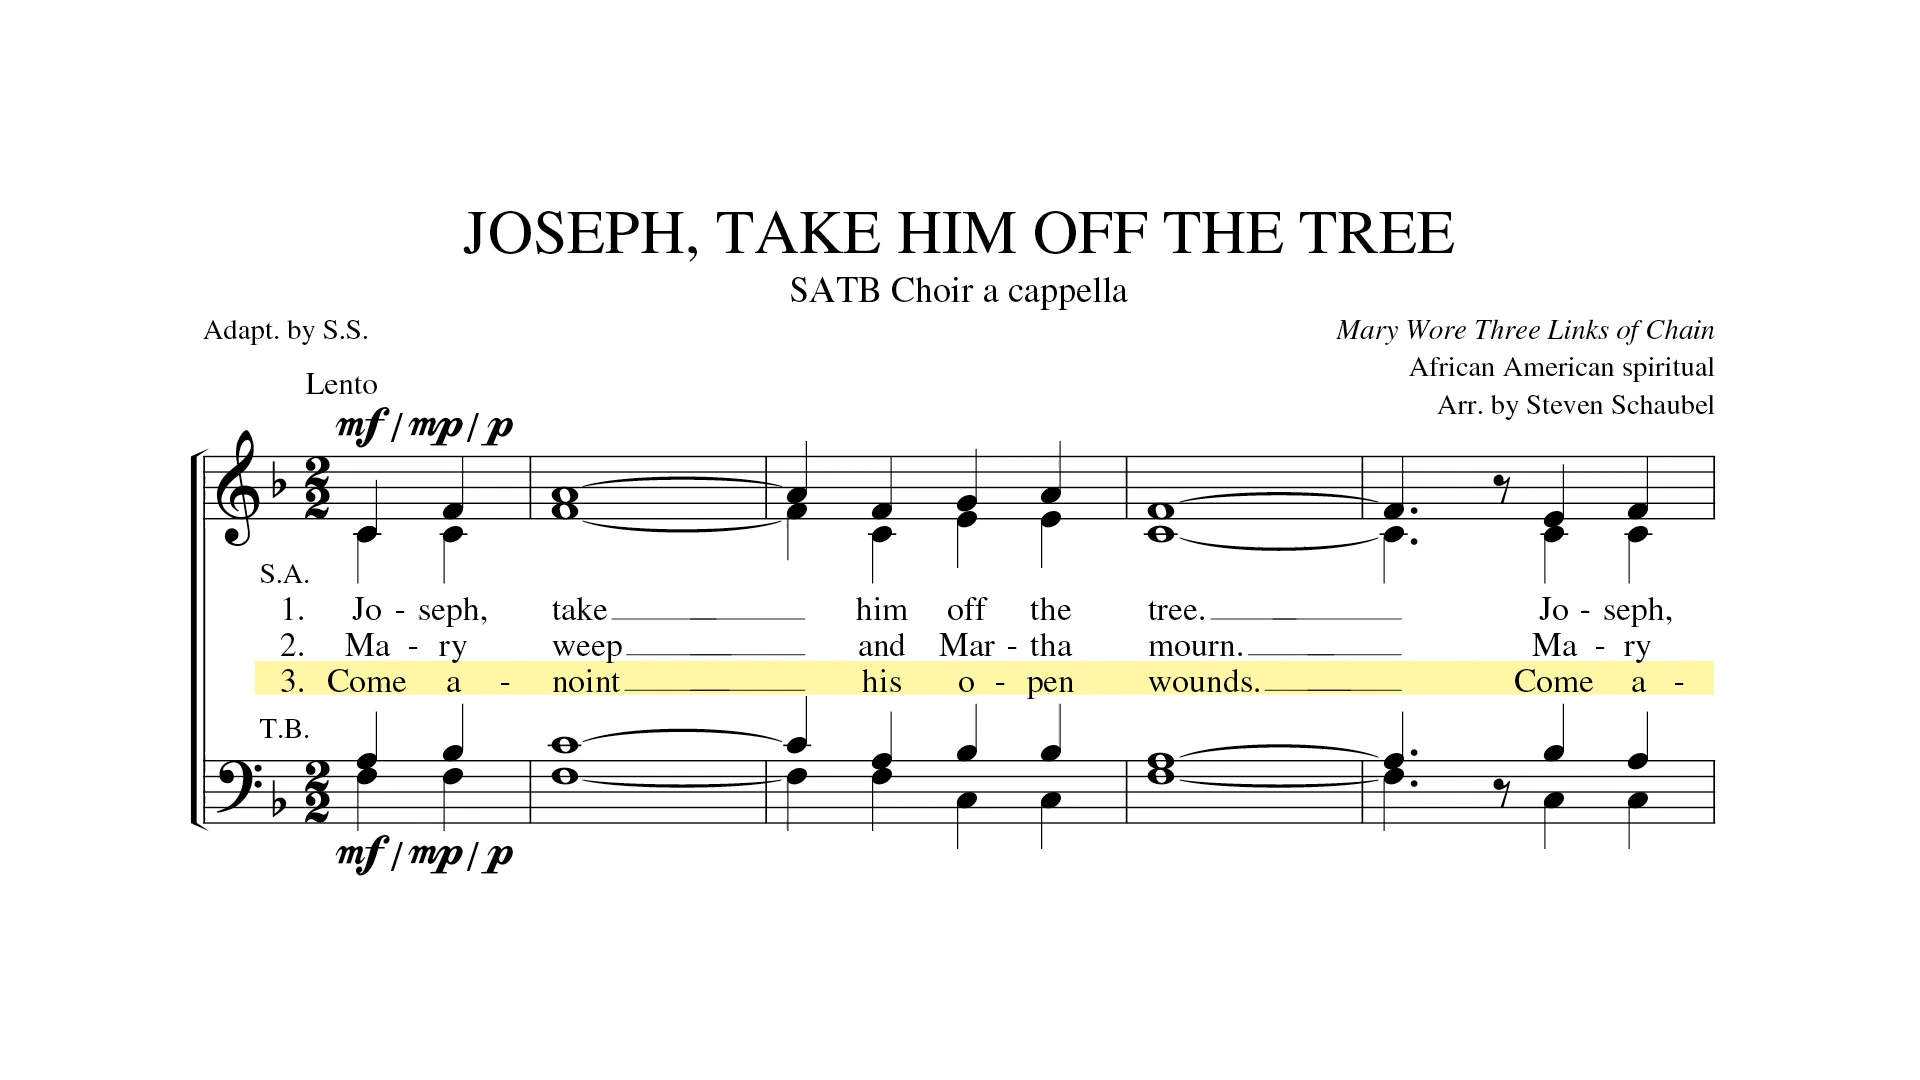 JOSEPH, TAKE HIM OFF THE TREE
SATB Choir a cappella
Adapt. by S.S.
Mary Wore Three Links of Chain
African American spiritual
Arr. by Steven Schaubel
Lento
mf / mp / p
S.A.
1. Jo - seph, take him off the tree. Jo - seph,
2. Ma - ry weep and Mar - tha mourn. Ma - ry
3. Come a - noint his o - pen wounds. Come a -
T.B.
mf / mp / p